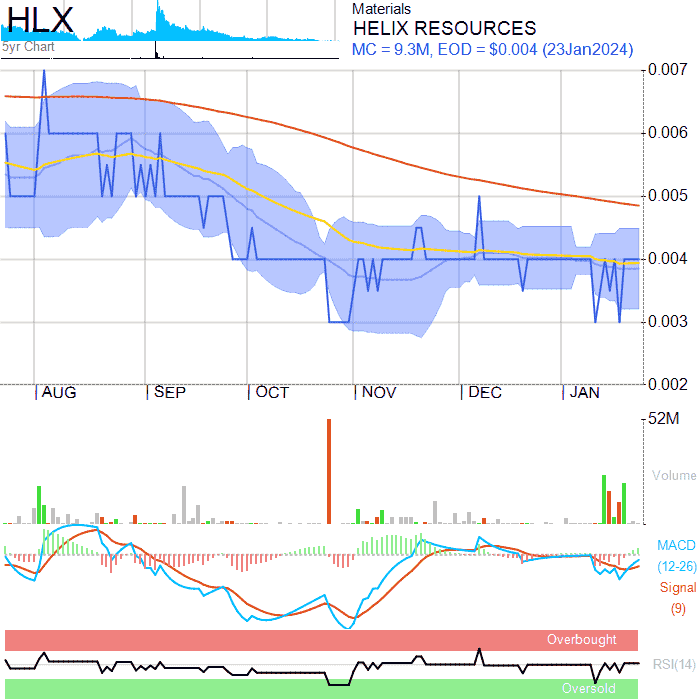 HLX
5yr Chart
Materials
HELIX RESOURCES
MC = 9.3M, EOD = $0.004 (23Jan2024)
0.007
0.006
0.005
0.004
0.003
0.002
AUG SEP OCT NOV DEC JAN
52M
Volume
MACD
(12-26)
Signal
(9)
Overbought
RSI(14)
Oversold